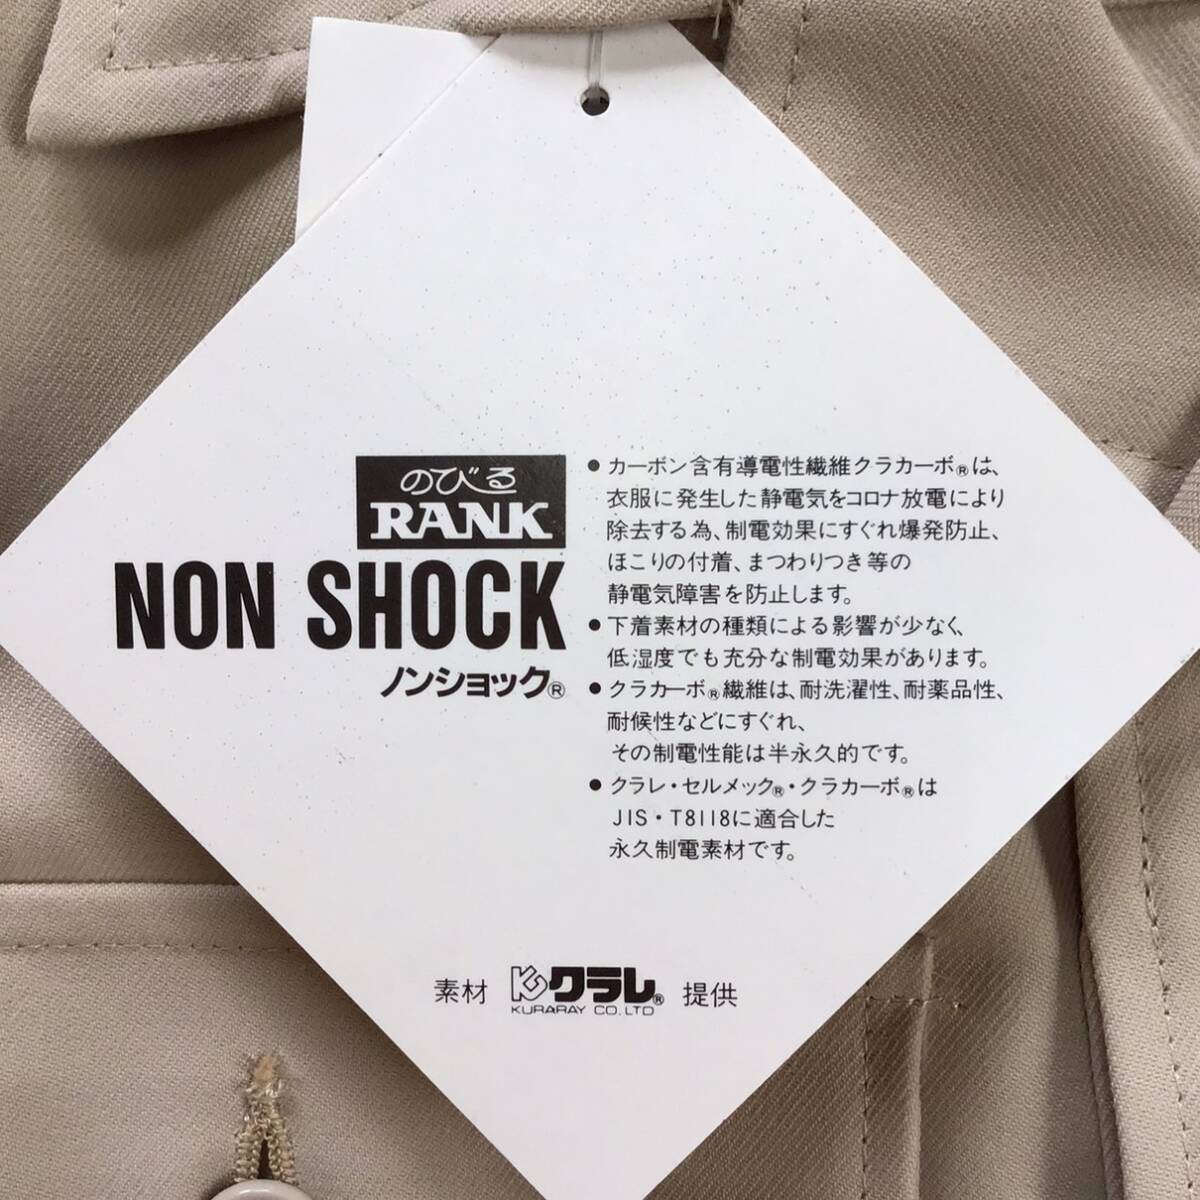 のびる
RANK
NON SHOCK
ノンショック®
● カーボン含有導電性繊維クラカーボ®は、
衣服に発生した静電気をコロナ放電により
除去する為、制電効果にすぐれ爆発防止、
ほこりの付着、まつわりつき等の
静電気障害を防止します。
● 下着素材の種類による影響が少なく、
低湿度でも充分な制電効果があります。
● クラカーボ®繊維は、耐洗濯性、耐薬品性、
耐候性などにすぐれ、
その制電性能は半永久的です。
● クラレ・セルメック®・クラカーボ®は
JIS・T8118に適合した
永久制電素材です。
素材 クラレ® 提供
KURARAY CO.LTD